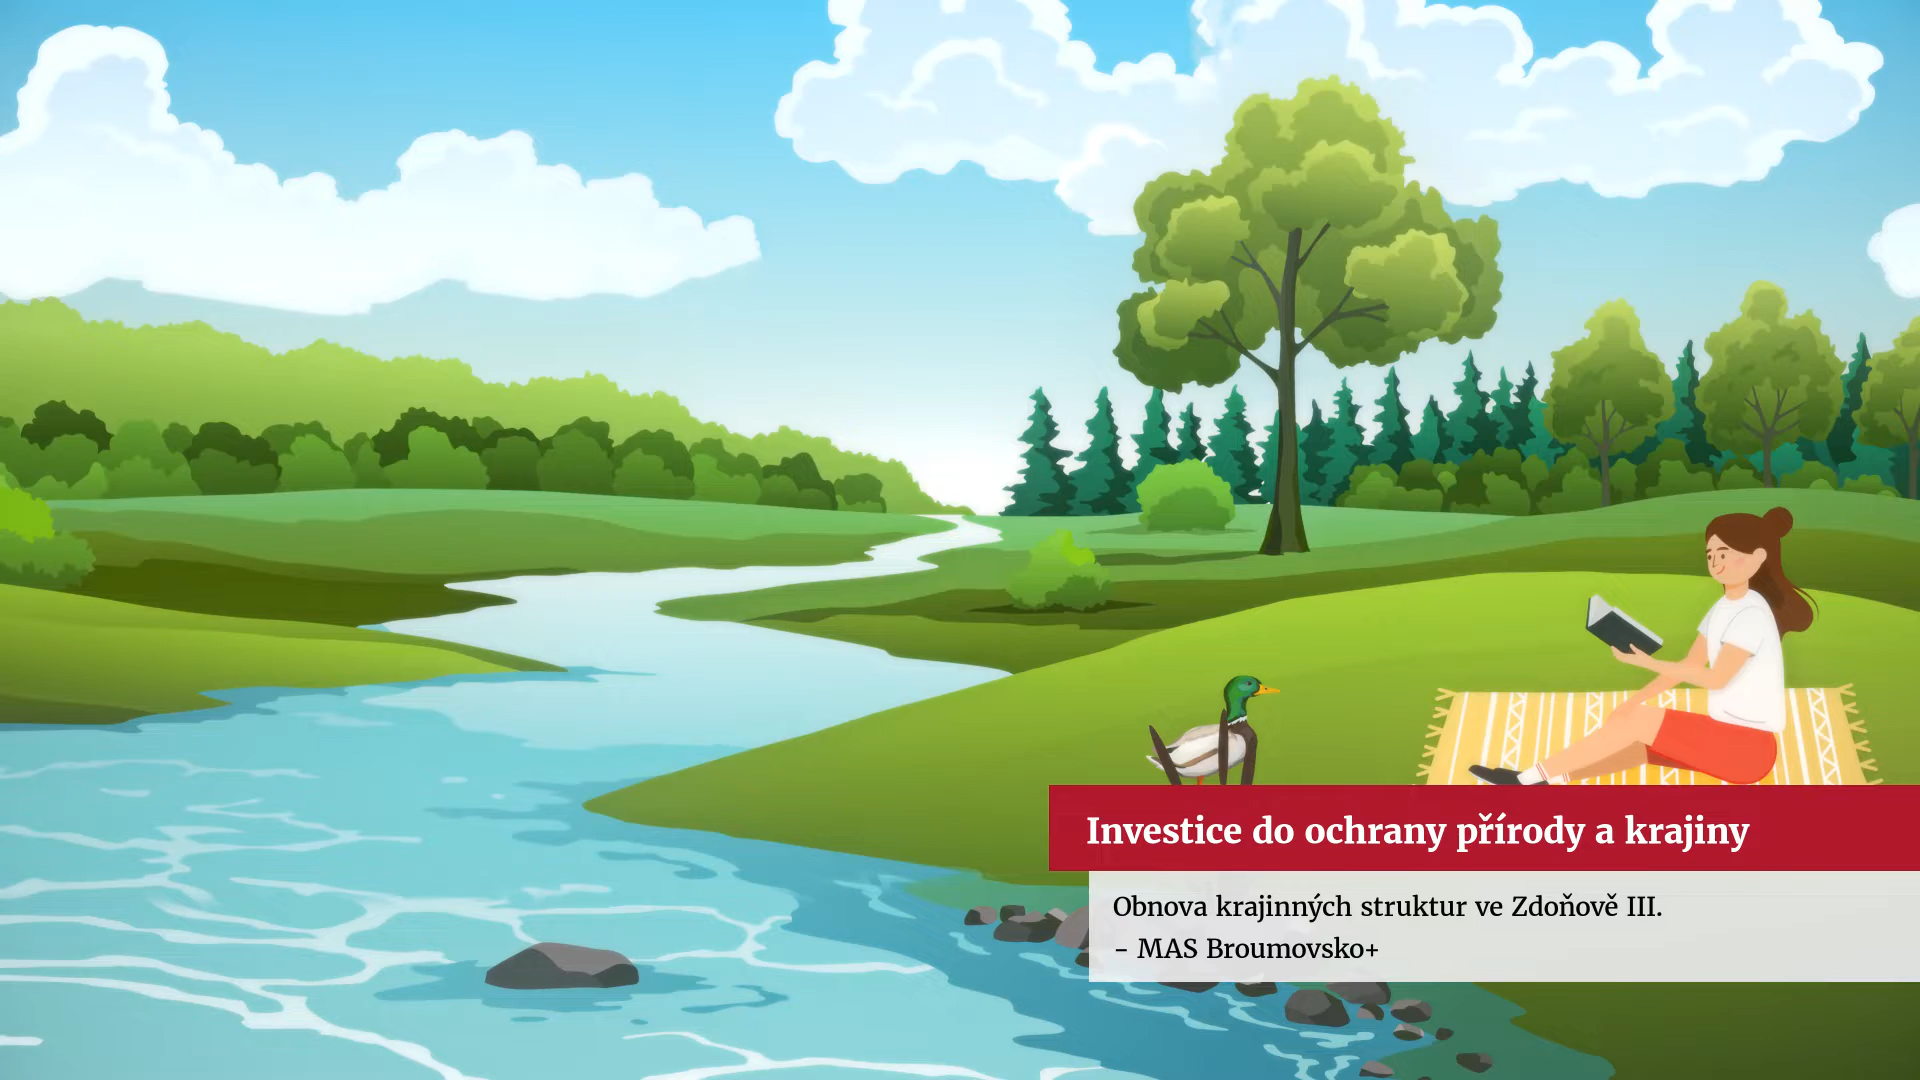 Investice do ochrany přírody a krajiny
Obnova krajinných struktur ve Zdoňově III.
– MAS Broumovsko+